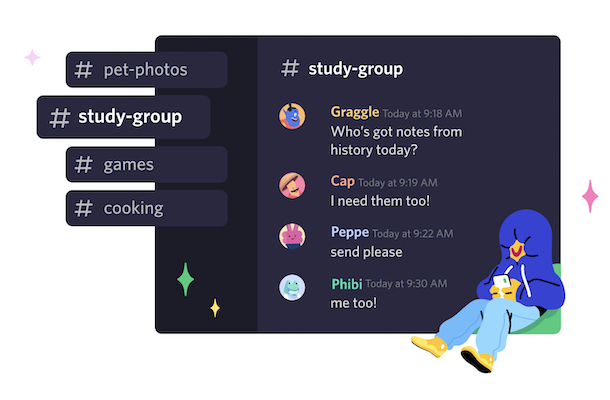 # pet-photos
# study-group
# games
# cooking
# study-group
Graggle Today at 9:18 AM
Who's got notes from
history today?
Cap Today at 9:19 AM
I need them too!
Peppe Today at 9:22 AM
send please
Phibi Today at 9:30 AM
me too!